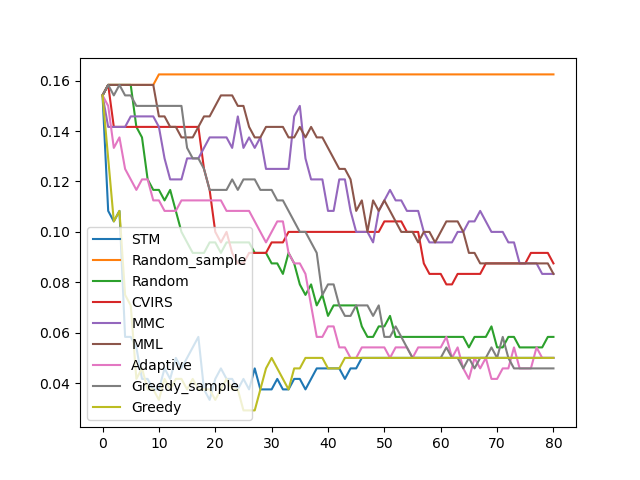 0.16
0.14
0.12
0.10
0.08
0.06
0.04
STM
Random_sample
Random
CVIRS
MMC
MML
Adaptive
Greedy_sample
Greedy
0 10 20 30 40 50 60 70 80